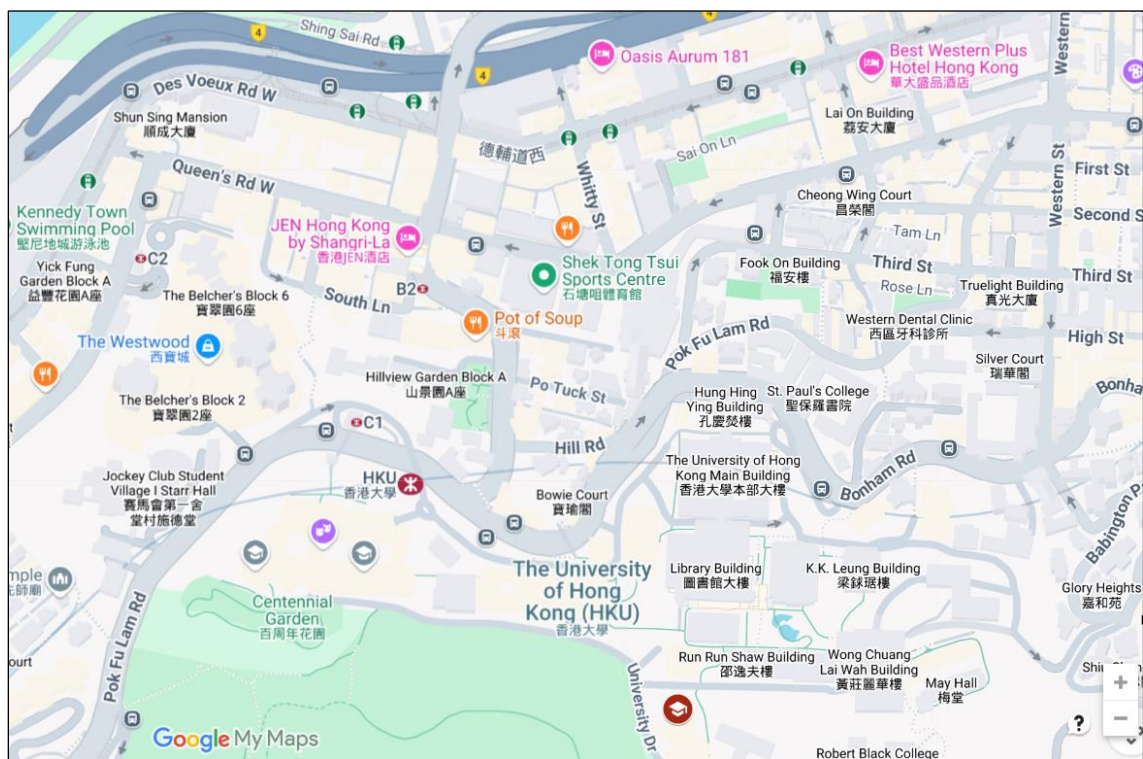 Shing Sai Rd
4
4
4
Oasis Aurum 181
Best Western Plus
Hotel Hong Kong
華大盛品酒店
Western
Des Voeux Rd W
Shun Sing Mansion
順成大廈
德輔道西
Whitty St
Sai On Ln
Lai On Building
荔安大廈
Western St
First St
Queen's Rd W
Kennedy Town
Swimming Pool
堅尼地城游泳池
JEN Hong Kong
by Shangri-La
香港JEN酒店
Cheong Wing Court
昌榮閣
Second S
Tam Ln
C2
Yick Fung
Garden Block A
益豐花園A座
The Belcher's Block 6
寶翠園6座
South Ln
B2
Shek Tong Tsui
Sports Centre
石塘咀體育館
Fook On Building
福安樓
Third St
Third St
Rose Ln
Truelight Building
真光大廈
Pot of Soup
斗滾
Pok Fu Lam Rd
Western Dental Clinic
西區牙科診所
High St
The Westwood
西寶城
Silver Court
瑞華閣
Hillview Garden Block A
山景園A座
Po Tuck St
Hung Hing
Ying Building
孔慶熒樓
St. Paul's College
聖保羅書院
Bonha
The Belcher's Block 2
寶翠園2座
C1
Hill Rd
Jockey Club Student
Village I Starr Hall
賽馬會第一舍
堂村施德堂
HKU
香港大學
Bowie Court
寶瑜閣
The University of Hong
Kong Main Building
香港大學本部大樓
Bonham Rd
Babington P
mple
花師廟
The University
of Hong
Kong (HKU)
香港大學
Library Building
圖書館大樓
K.K. Leung Building
梁銶琚樓
Glory Heights
嘉和苑
Centennial
Garden
百周年花園
ourt
Pok Fu Lam Rd
University Dr
Run Run Shaw Building
邵逸夫樓
Wong Chuang
Lai Wah Building
黃莊麗華樓
May Hall
梅堂
Shiu
+
−
?
Google My Maps
Robert Black College